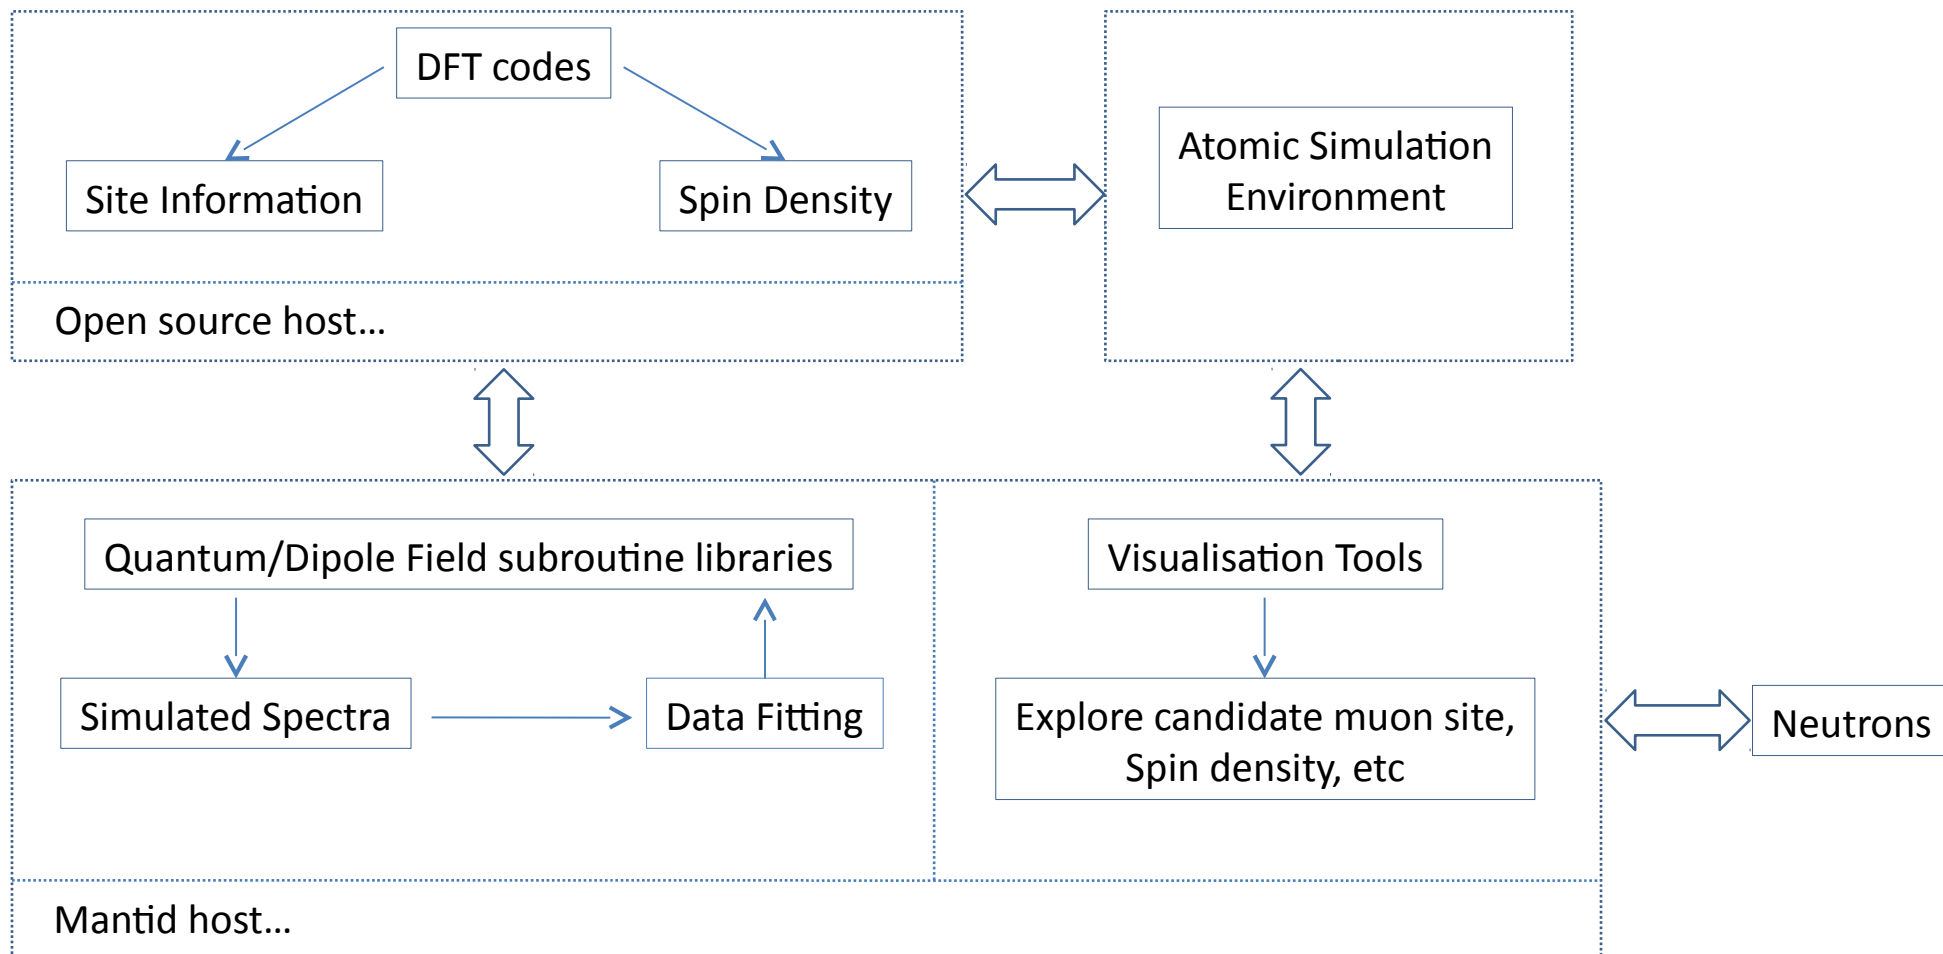 DFT codes
Site Information
Spin Density
Open source host…
Atomic Simulation
Environment
Quantum/Dipole Field subroutine libraries
Simulated Spectra
Data Fitting
Visualisation Tools
Explore candidate muon site,
Spin density, etc
Neutrons
Mantid host…